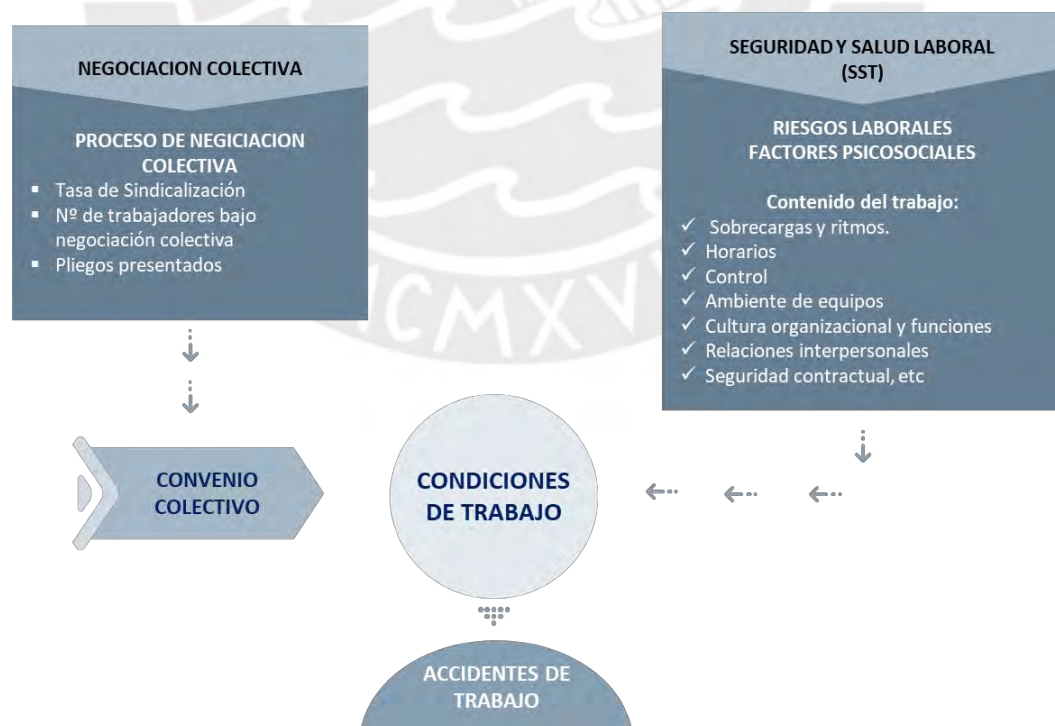 NEGOCIACION COLECTIVA
PROCESO DE NEGICIACION
COLECTIVA
▪ Tasa de Sindicalización
▪ Nº de trabajadores bajo
negociación colectiva
▪ Pliegos presentados
SEGURIDAD Y SALUD LABORAL
(SST)
RIESGOS LABORALES
FACTORES PSICOSOCIALES
Contenido del trabajo:
✓ Sobrecargas y ritmos.
✓ Horarios
✓ Control
✓ Ambiente de equipos
✓ Cultura organizacional y funciones
✓ Relaciones interpersonales
✓ Seguridad contractual, etc
CONVENIO
COLECTIVO
CONDICIONES
DE TRABAJO
ACCIDENTES DE
TRABAJO